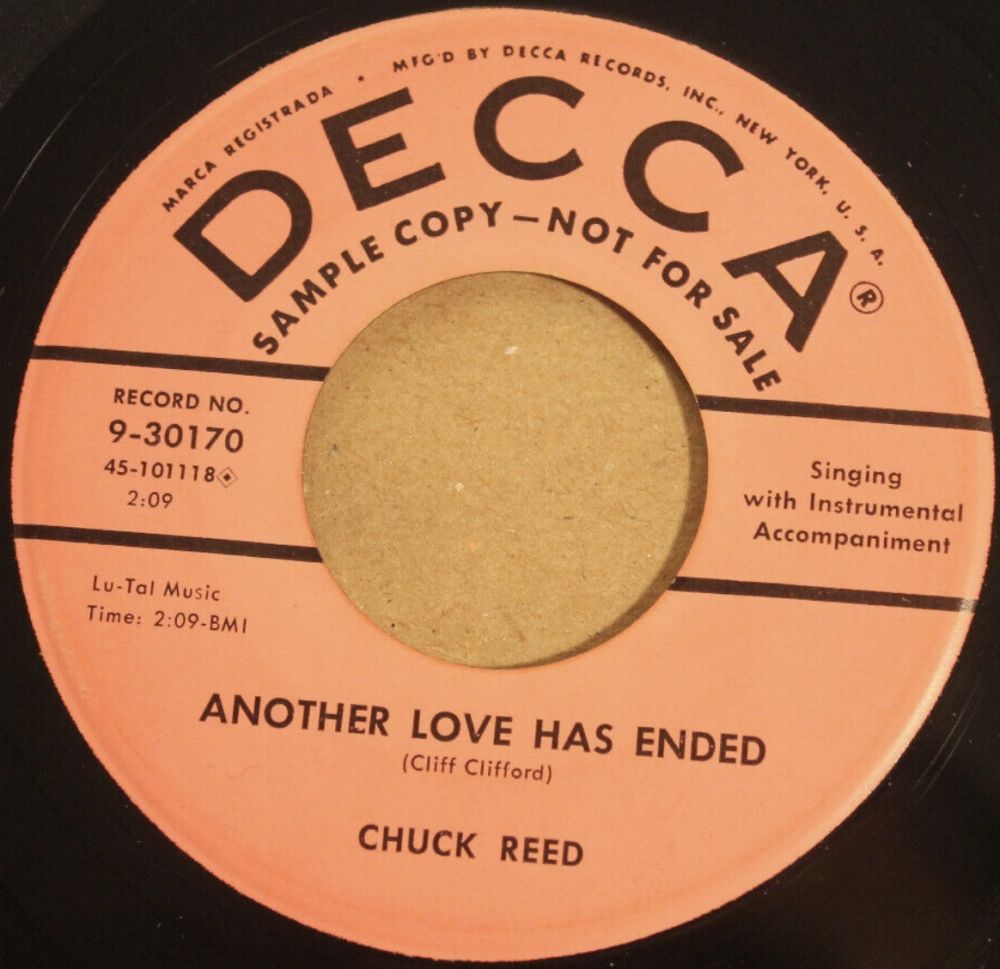 MARCA REGISTRADA • MFG'D BY DECCA RECORDS, INC., NEW YORK, U. S. A.
DECCA®
SAMPLE COPY—NOT FOR SALE
RECORD NO.
9-30170
45-101118
2:09
Singing
with Instrumental
Accompaniment
Lu-Tal Music
Time: 2:09-BMI
ANOTHER LOVE HAS ENDED
(Cliff Clifford)
CHUCK REED